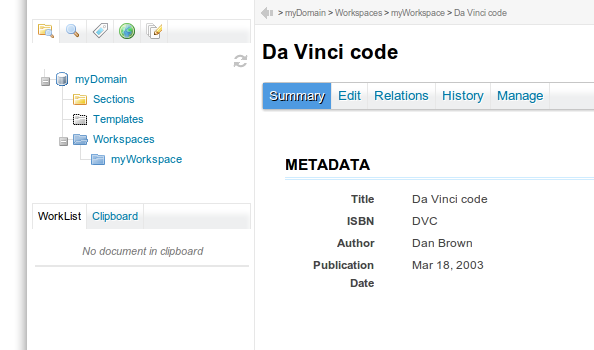 > myDomain > Workspaces > myWorkspace > Da Vinci code
Da Vinci code
Summary Edit Relations History Manage
myDomain
Sections
Templates
Workspaces
myWorkspace
WorkList Clipboard
No document in clipboard
METADATA
Title Da Vinci code
ISBN DVC
Author Dan Brown
Publication Mar 18, 2003
Date